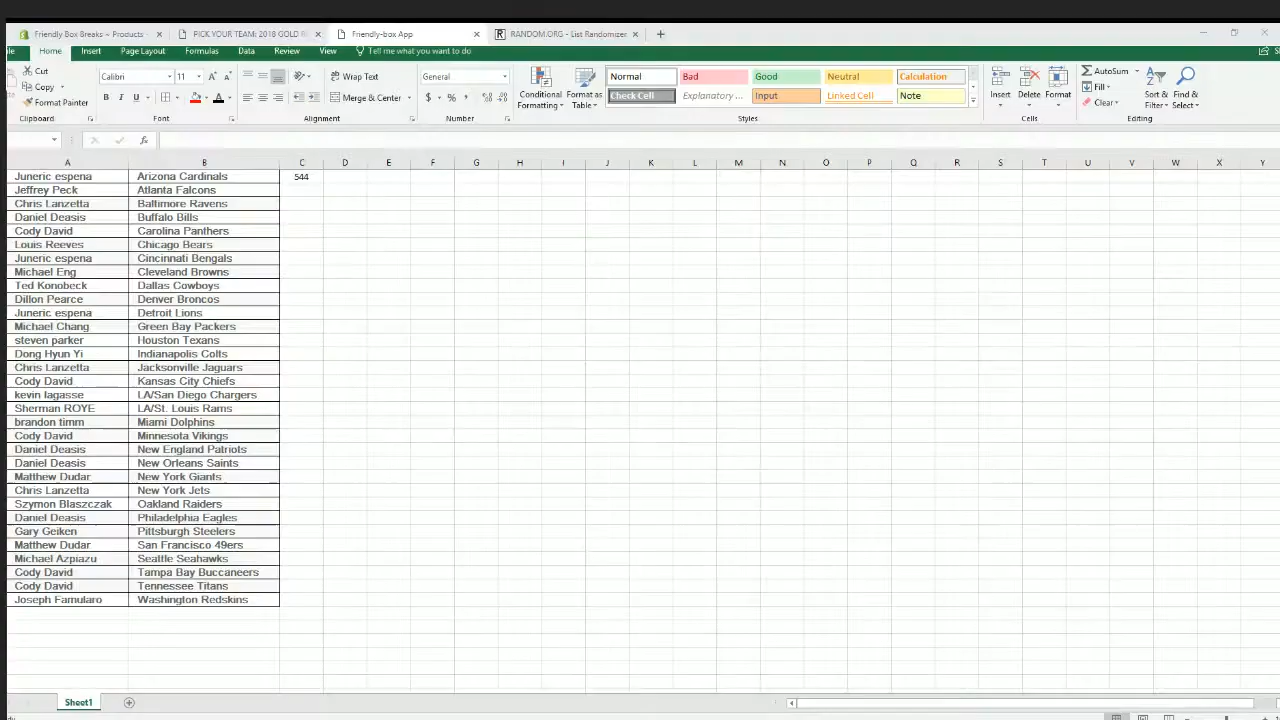 Friendly Box Breaks ~ Products PICK YOUR TEAM: 2018 GOLD R Friendly-box App RANDOM.ORG - List Randomizer
Home Insert Page Layout Formulas Data Review View Tell me what you want to do
Cut Calibri 11 Wrap Text General Normal Bad Good Neutral Calculation AutoSum
Copy Fill
Format Painter Merge & Center Conditional Formatting Format as Table Check Cell Explanatory ... Input Linked Cell Note Insert Delete Format Clear Sort & Filter Find & Select
Clipboard Font Alignment Number Styles Cells Editing
A B C D E F G H I J K L M N O P Q R S T U V W X Y
Juneric espena Arizona Cardinals 544
Jeffrey Peck Atlanta Falcons
Chris Lanzetta Baltimore Ravens
Daniel Deasis Buffalo Bills
Cody David Carolina Panthers
Louis Reeves Chicago Bears
Juneric espena Cincinnati Bengals
Michael Eng Cleveland Browns
Ted Konobeck Dallas Cowboys
Dillon Pearce Denver Broncos
Juneric espena Detroit Lions
Michael Chang Green Bay Packers
steven parker Houston Texans
Dong Hyun Yi Indianapolis Colts
Chris Lanzetta Jacksonville Jaguars
Cody David Kansas City Chiefs
kevin lagasse LA/San Diego Chargers
Sherman ROYE LA/St. Louis Rams
brandon timm Miami Dolphins
Cody David Minnesota Vikings
Daniel Deasis New England Patriots
Daniel Deasis New Orleans Saints
Matthew Dudar New York Giants
Chris Lanzetta New York Jets
Szymon Blaszczak Oakland Raiders
Daniel Deasis Philadelphia Eagles
Gary Geiken Pittsburgh Steelers
Matthew Dudar San Francisco 49ers
Michael Azpiazu Seattle Seahawks
Cody David Tampa Bay Buccaneers
Cody David Tennessee Titans
Joseph Famularo Washington Redskins
Sheet1